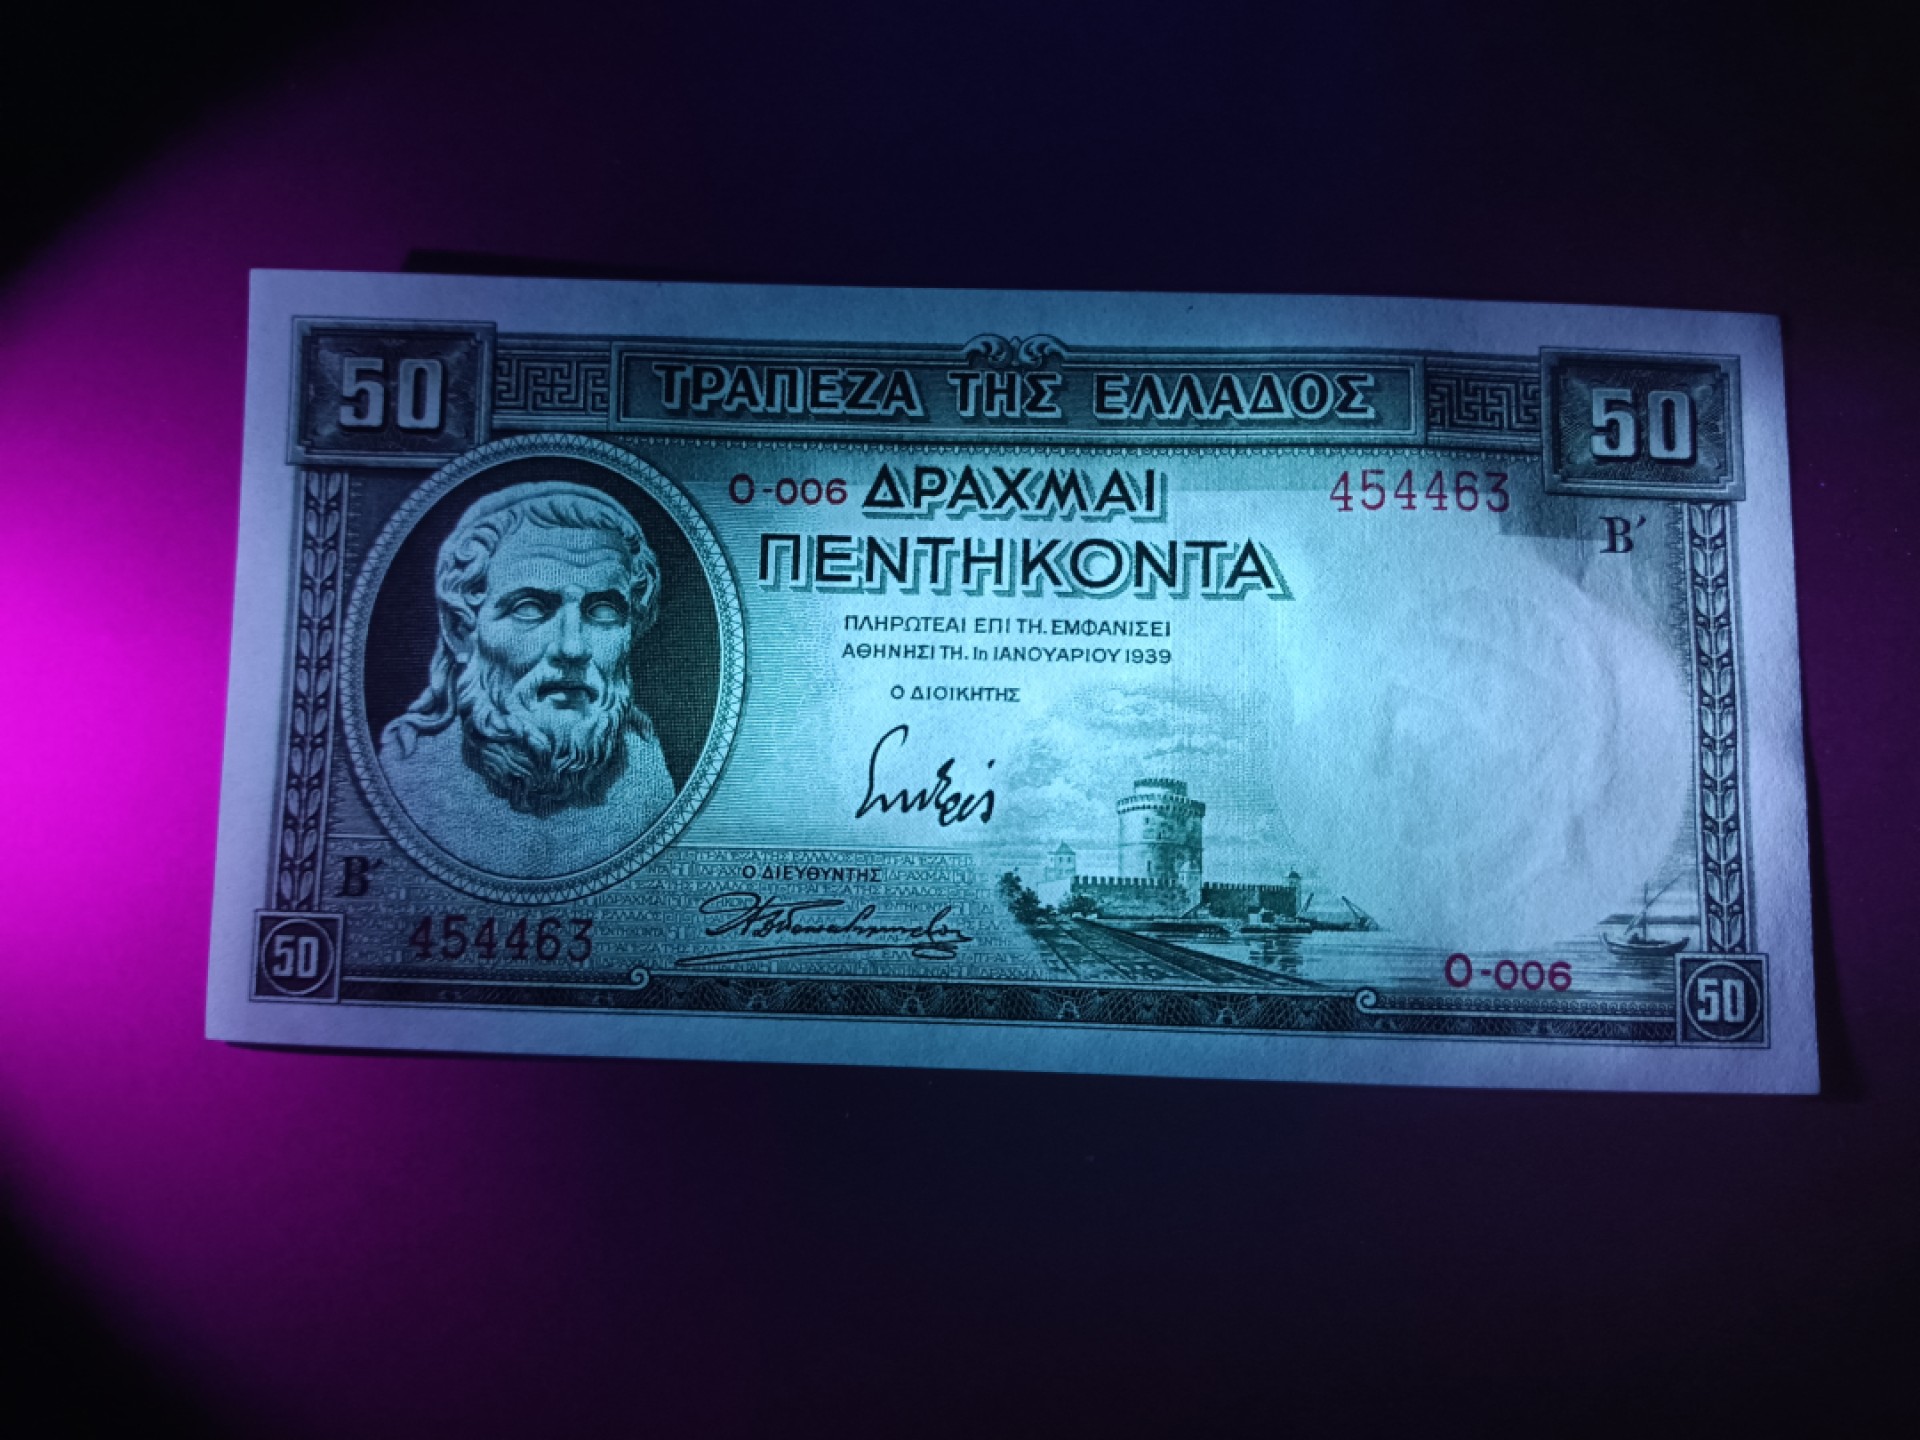 50 ΤΡΑΠΕΖΑ ΤΗΣ ΕΛΛΑΔΟΣ 50
Ο-006 ΔΡΑΧΜΑΙ 454463
ΠΕΝΤΗΚΟΝΤΑ Β΄
ΠΛΗΡΩΤΕΑΙ ΕΠΙ ΤΗ. ΕΜΦΑΝΙΣΕΙ
ΑΘΗΝΗΣΙ ΤΗ. 1η ΙΑΝΟΥΑΡΙΟΥ 1939
Ο ΔΙΟΙΚΗΤΗΣ
Β΄ Ο ΔΙΕΥΘΥΝΤΗΣ
454463
50 Ο-006 50